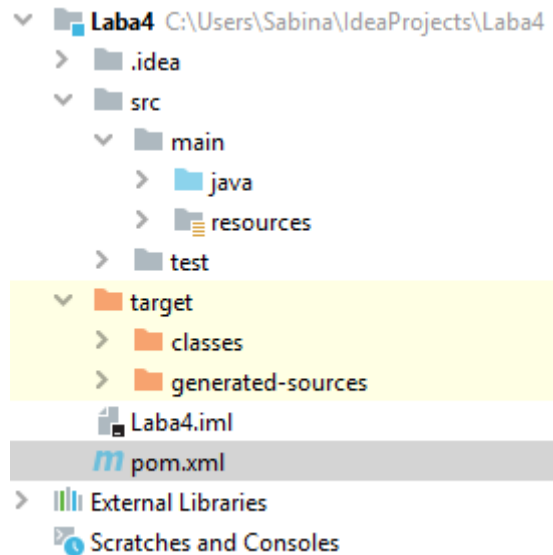 Laba4 C:\Users\Sabina\IdeaProjects\Laba4
.idea
src
main
java
resources
test
target
classes
generated-sources
Laba4.iml
pom.xml
External Libraries
Scratches and Consoles